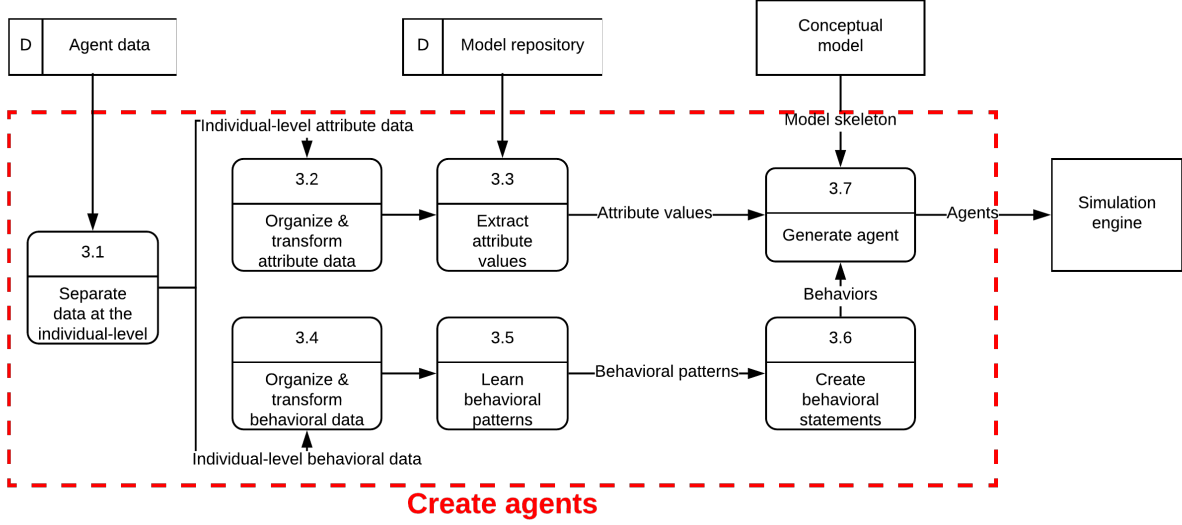 D
Agent data
D
Model repository
Conceptual
model
Individual-level attribute data
Model skeleton
3.1
Separate
data at the
individual-level
3.2
Organize &
transform
attribute data
3.3
Extract
attribute
values
Attribute values
3.7
Generate agent
Agents
Simulation
engine
Behaviors
3.4
Organize &
transform
behavioral data
3.5
Learn
behavioral
patterns
Behavioral patterns
3.6
Create
behavioral
statements
Individual-level behavioral data
Create agents